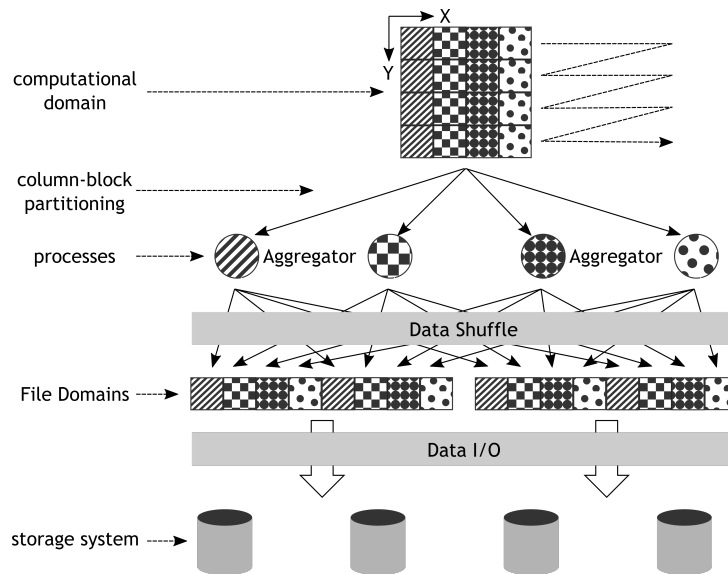 X
Y
computational
domain
column-block
partitioning
processes
Aggregator
Aggregator
Data Shuffle
File Domains
Data I/O
storage system